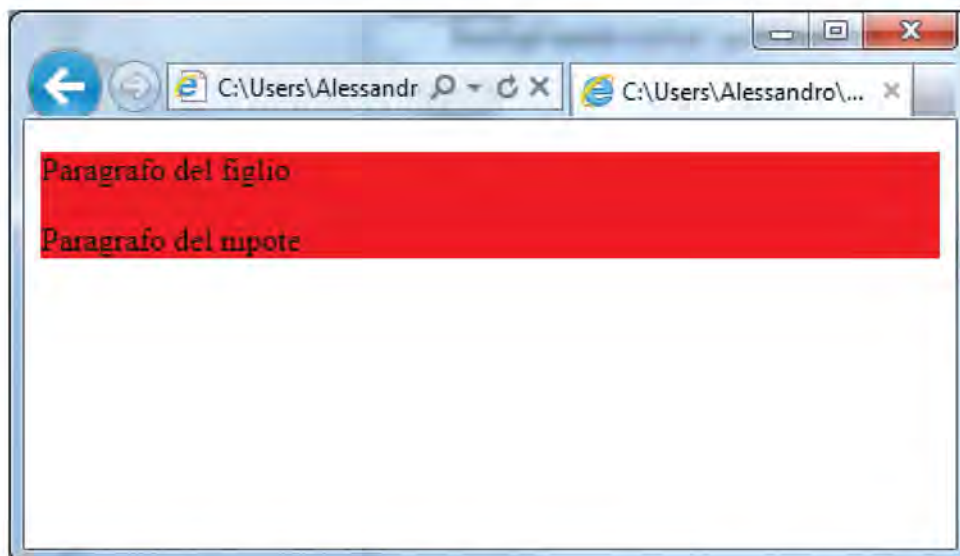 C:\Users\Alessandr
C:\Users\Alessandro\...
Paragrafo del figlio
Paragrafo del nipote